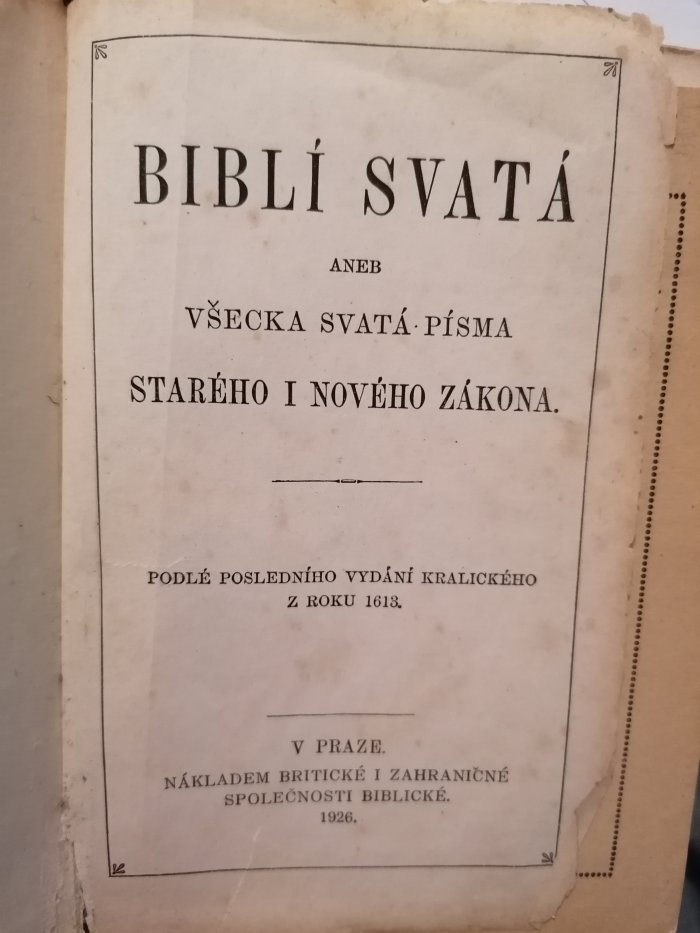 BIBLÍ SVATÁ
ANEB
VŠECKA SVATÁ PÍSMA
STARÉHO I NOVÉHO ZÁKONA.
PODLÉ POSLEDNÍHO VYDÁNÍ KRALICKÉHO
Z ROKU 1613.
V PRAZE.
NÁKLADEM BRITICKÉ I ZAHRANIČNÉ
SPOLEČNOSTI BIBLICKÉ.
1926.